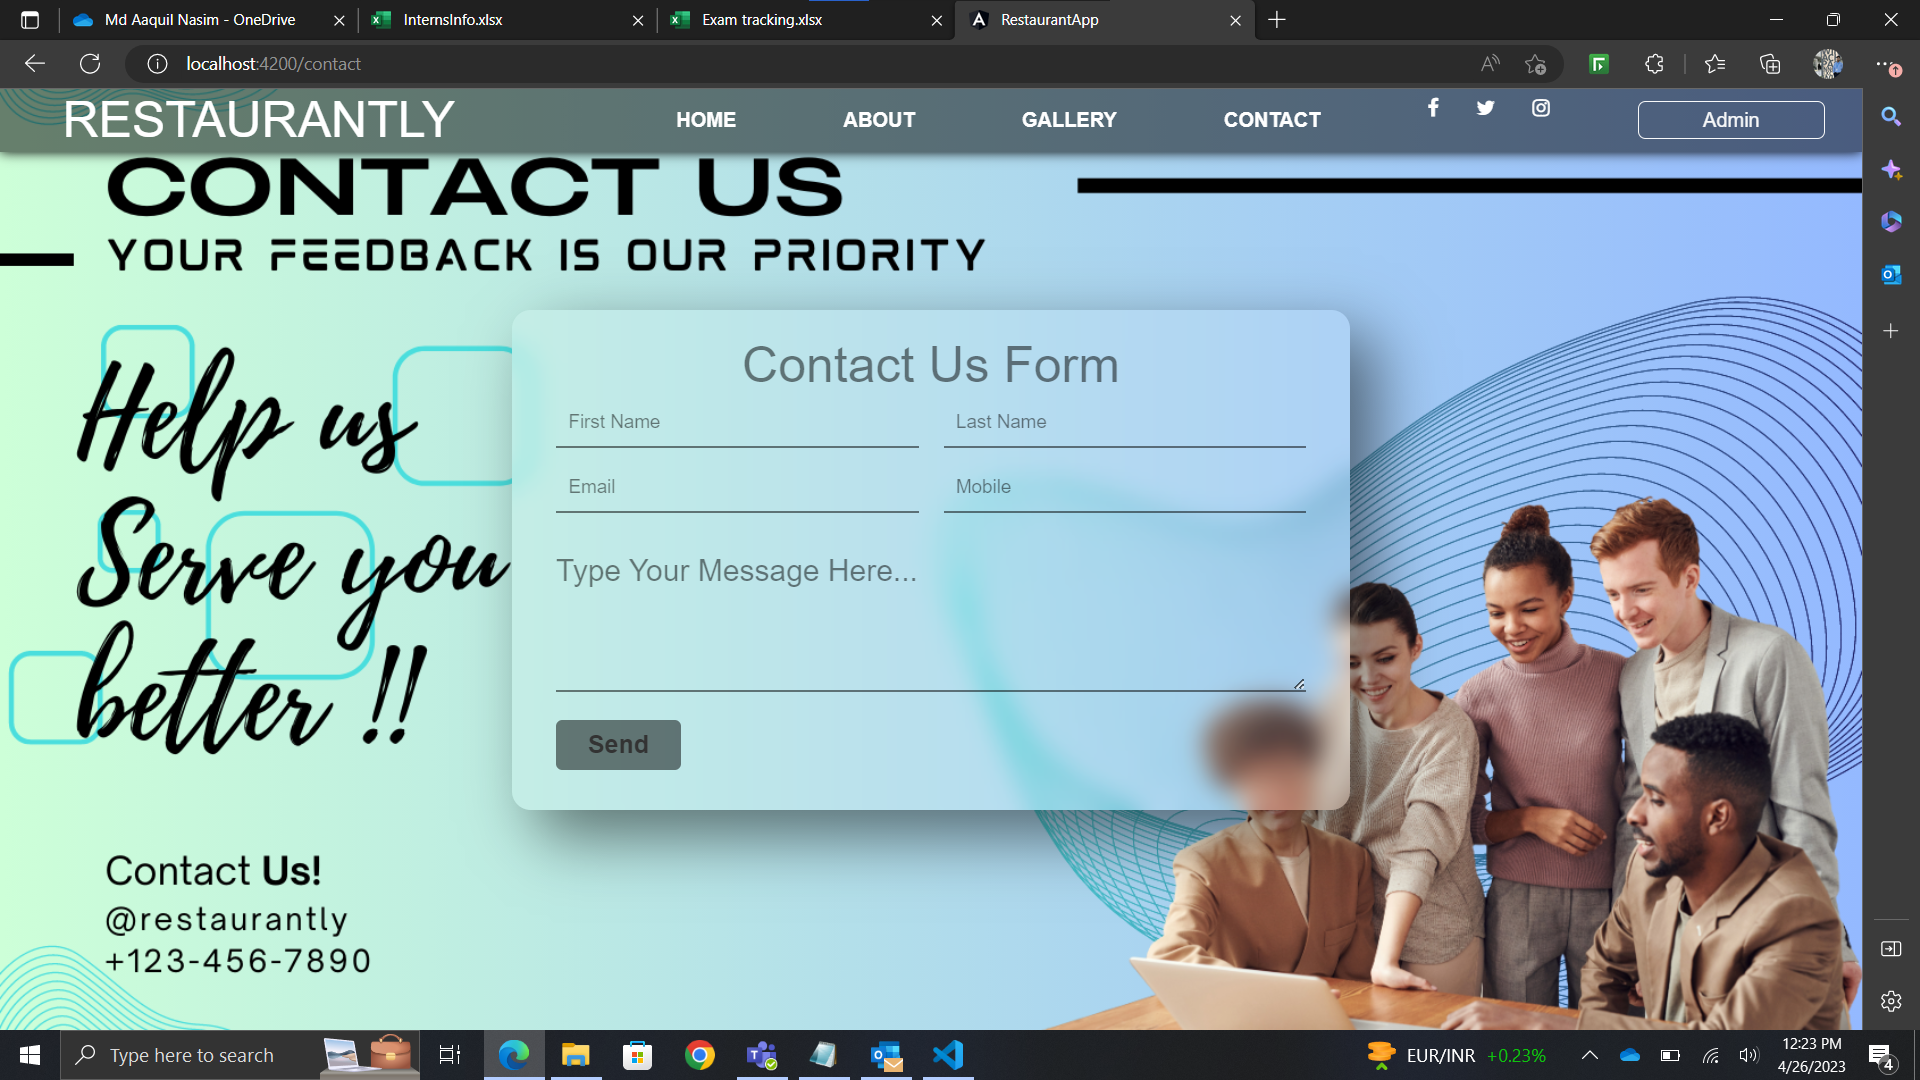 Md Aaquil Nasim - OneDrive
InternsInfo.xlsx
Exam tracking.xlsx
RestaurantApp
localhost:4200/contact
RESTAURANTLY
HOME
ABOUT
GALLERY
CONTACT
Admin
CONTACT US
YOUR FEEDBACK IS OUR PRIORITY
Help us
Serve you
better !!
Contact Us Form
First Name
Last Name
Email
Mobile
Type Your Message Here...
Send
Contact Us!
@restaurantly
+123-456-7890
Type here to search
EUR/INR +0.23%
12:23 PM
4/26/2023
4